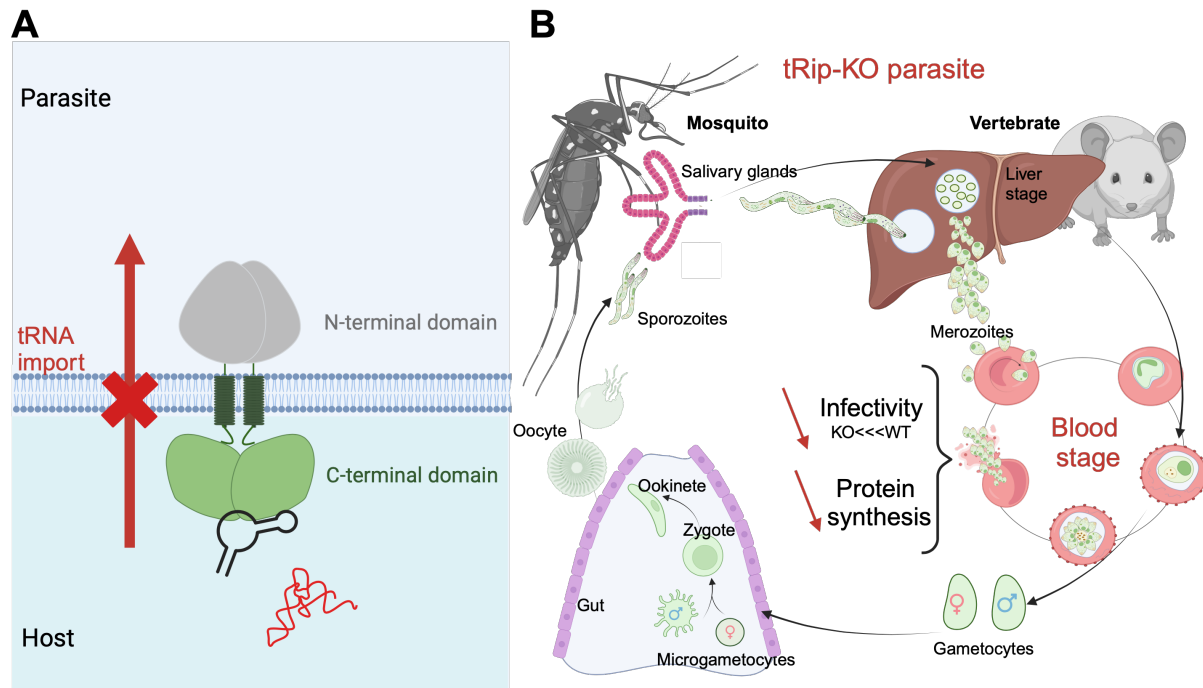 A
Parasite
tRNA
import
N-terminal domain
C-terminal domain
Host
B
tRip-KO parasite
Mosquito
Vertebrate
Salivary glands
Liver
stage
Sporozoites
Merozoites
Oocyte
Infectivity
KO<<<WT
Protein
synthesis
Blood
stage
Ookinete
Zygote
Gut
♂
♀
Microgametocytes
♀
♂
Gametocytes